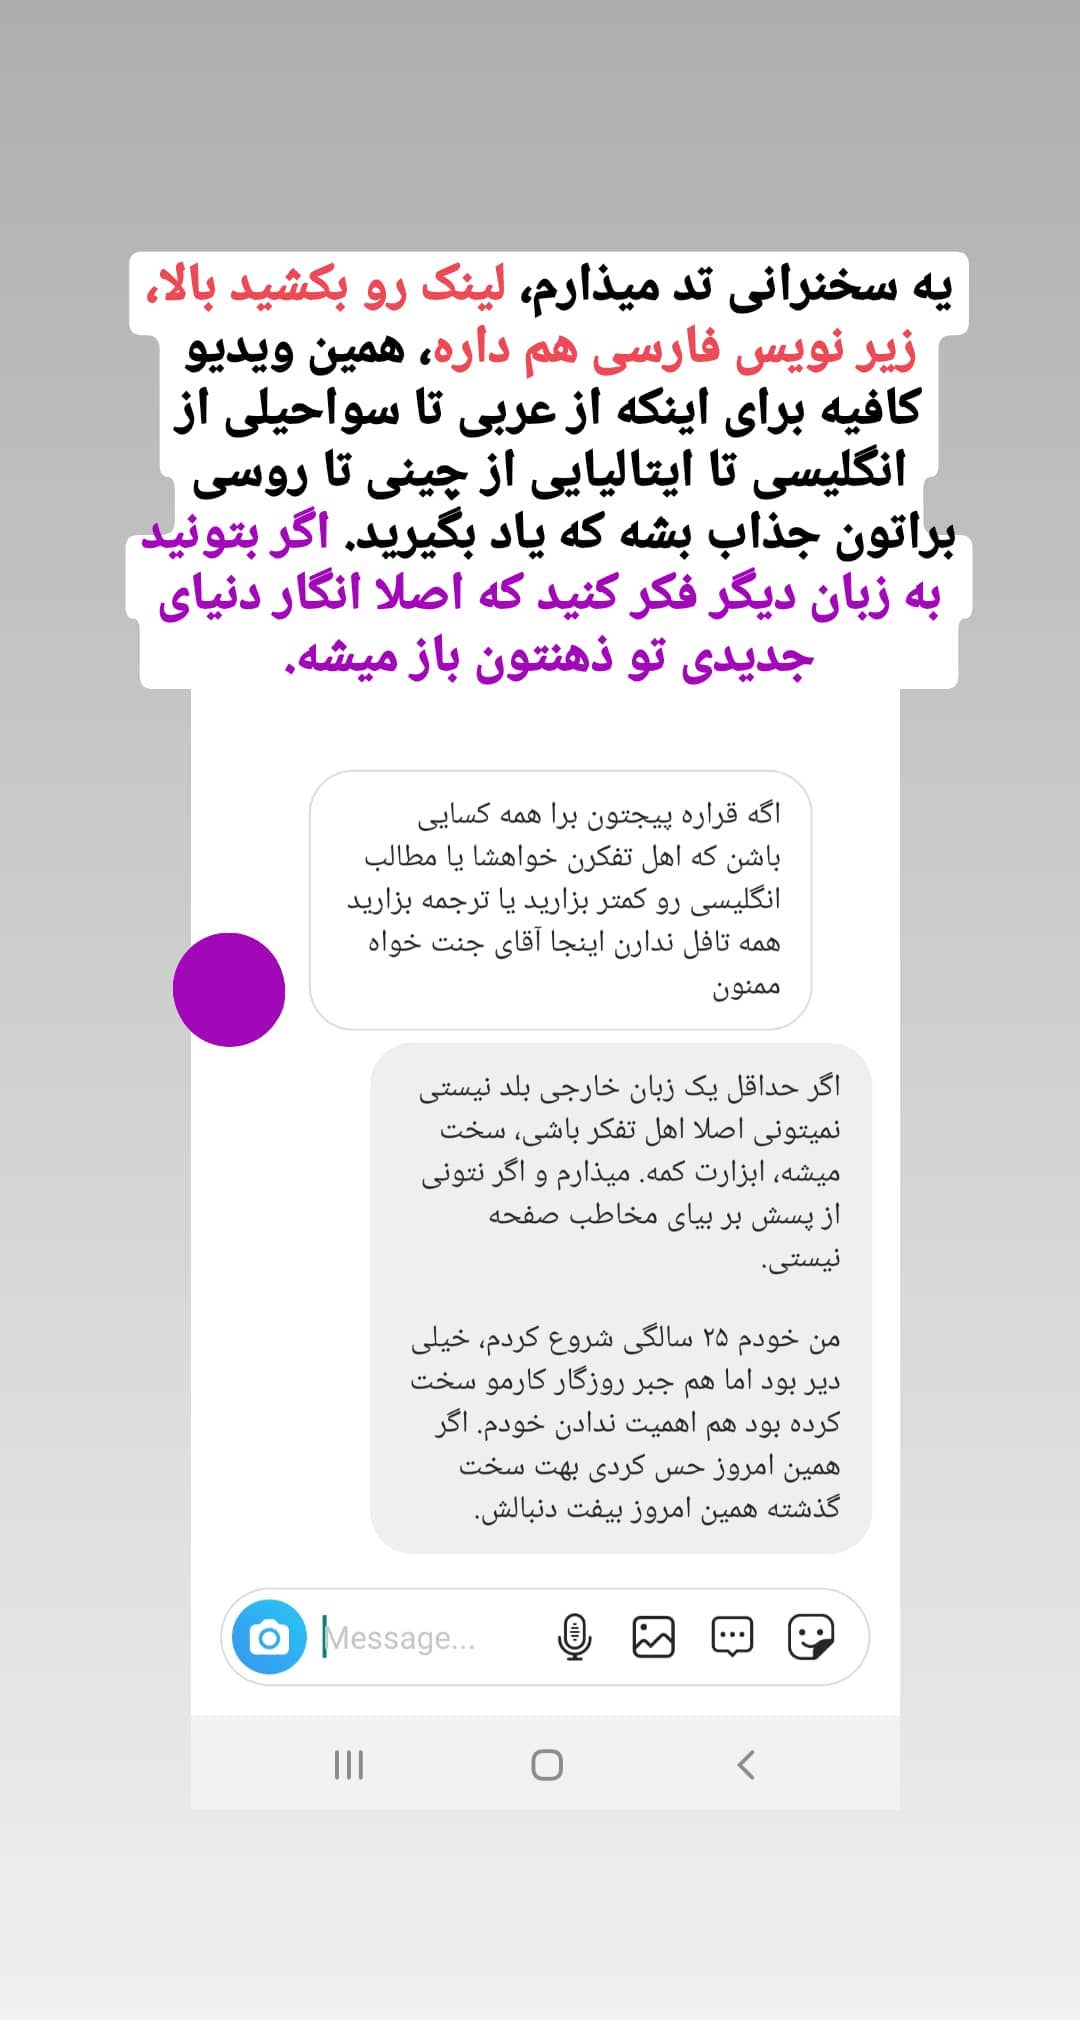 یه سخنرانی تد میذارم، لینک رو بکشید بالا،
زیر نویس فارسی هم داره، همین ویدیو
کافیه برای اینکه از عربی تا سواحیلی از
انگلیسی تا ایتالیایی از چینی تا روسی
براتون جذاب بشه که یاد بگیرید. اگر بتونید
به زبان دیگر فکر کنید که اصلا انگار دنیای
جدیدی تو ذهنتون باز میشه.
اگه قراره پیجتون برا همه کسایی
باشن که اهل تفکرن خواهشا یا مطالب
انگلیسی رو کمتر بزارید یا ترجمه بزارید
همه تافل ندارن اینجا آقای جنت خواه
ممنون
اگر حداقل یک زبان خارجی بلد نیستی
نمیتونی اصلا اهل تفکر باشی، سخت
میشه، ابزارت کمه. میذارم و اگر نتونی
از پسش بر بیای مخاطب صفحه
نیستی.
من خودم ۲۵ سالگی شروع کردم، خیلی
دیر بود اما هم جبر روزگار کارمو سخت
کرده بود هم اهمیت ندادن خودم. اگر
همین امروز حس کردی بهت سخت
گذشته همین امروز بیفت دنبالش.
Message...